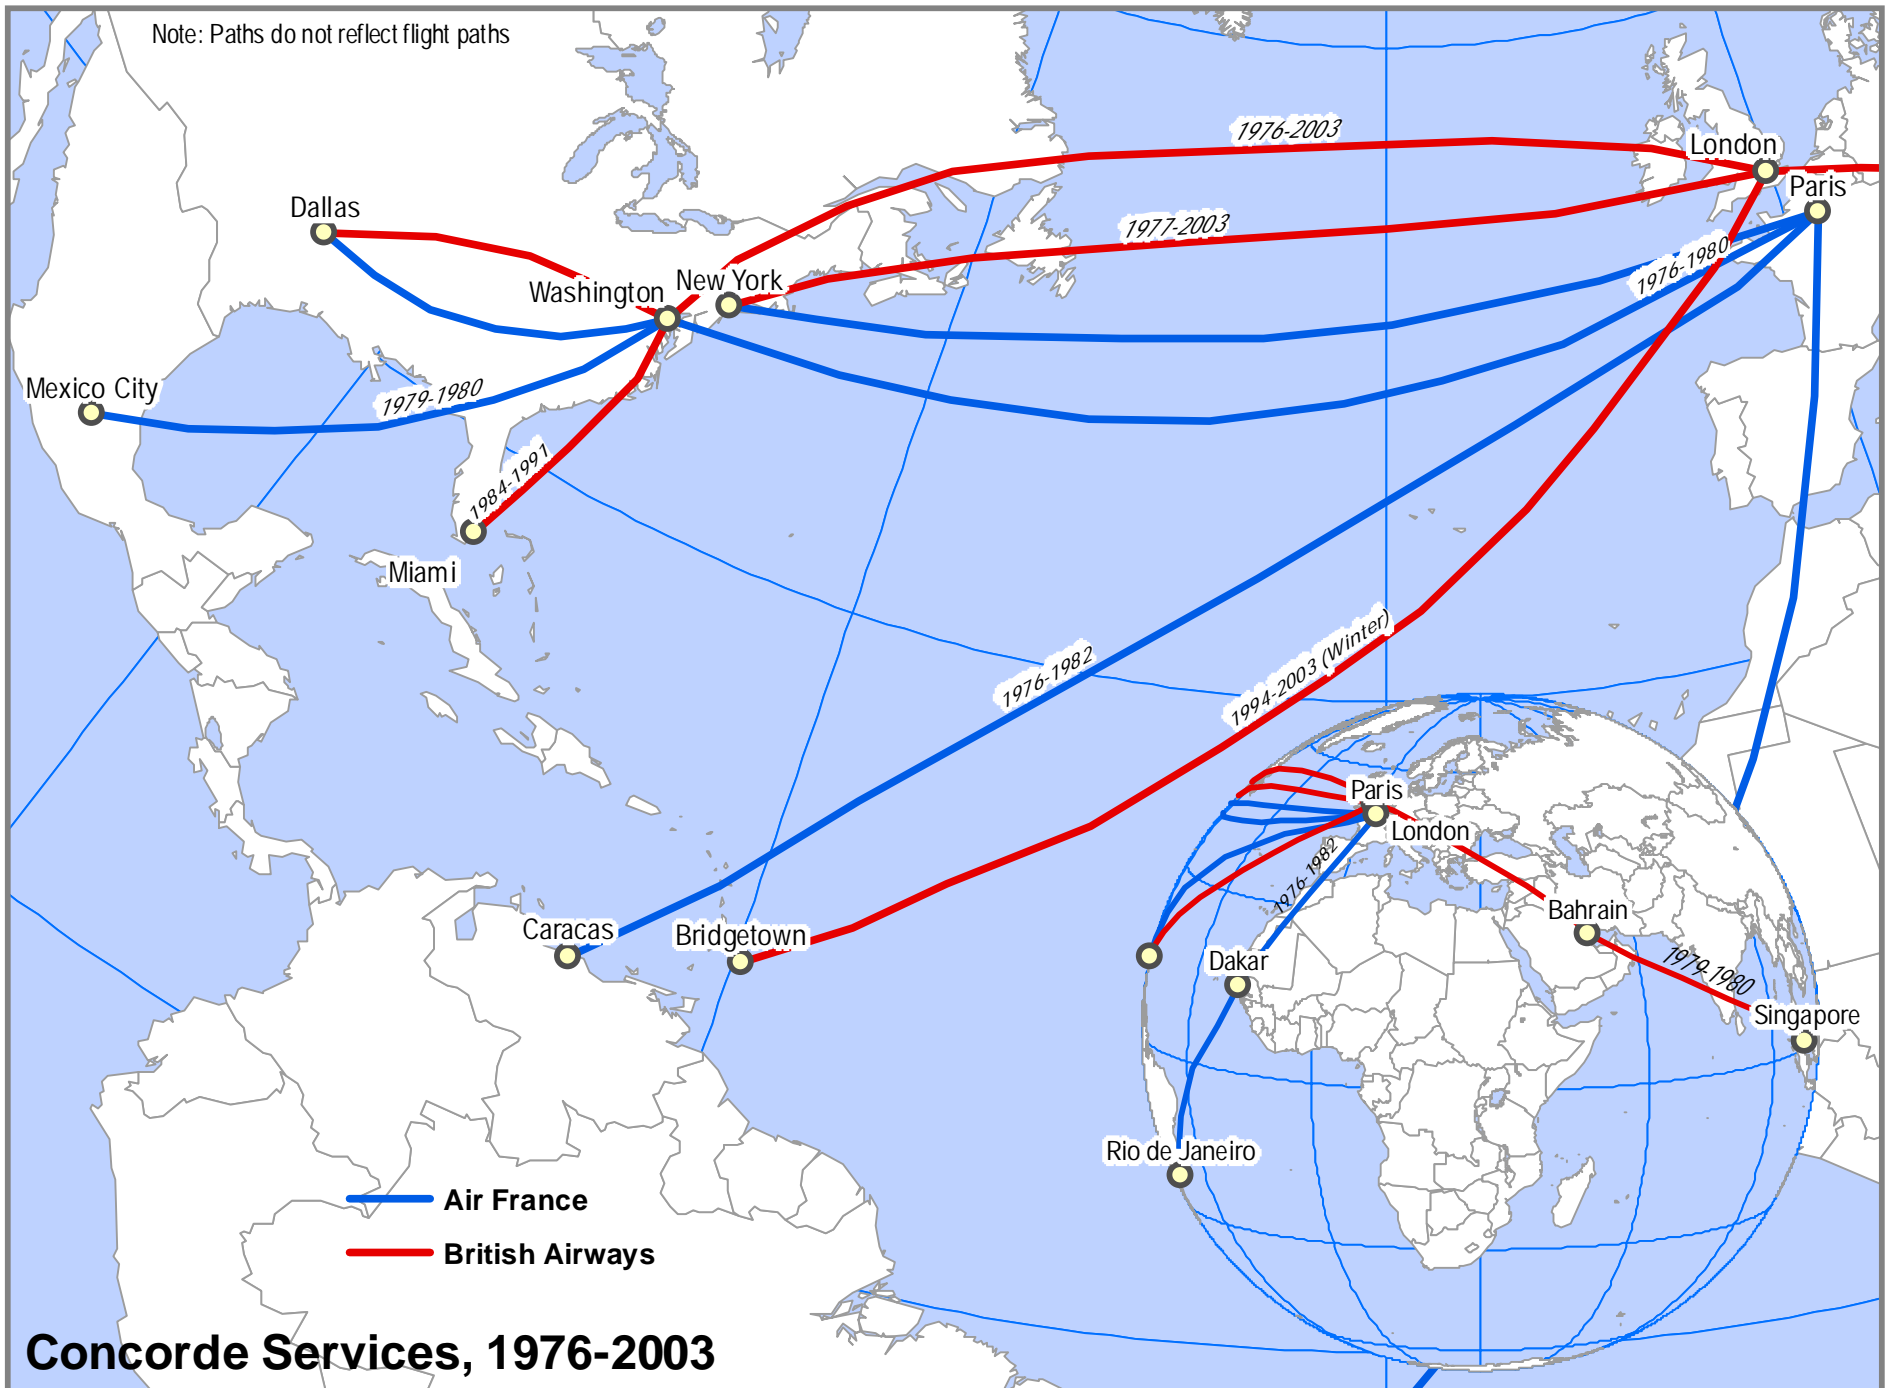 Note: Paths do not reflect flight paths
1976-2003
London
Paris
Dallas
1977-2003
1976-1980
New York
Washington
Mexico City
1979-1980
1984-1991
Miami
1976-1982
1994-2003 (Winter)
Paris
London
1976-1982
Bahrain
Caracas
Bridgetown
Dakar
1979-1980
Singapore
Rio de Janeiro
Air France
British Airways
Concorde Services, 1976-2003